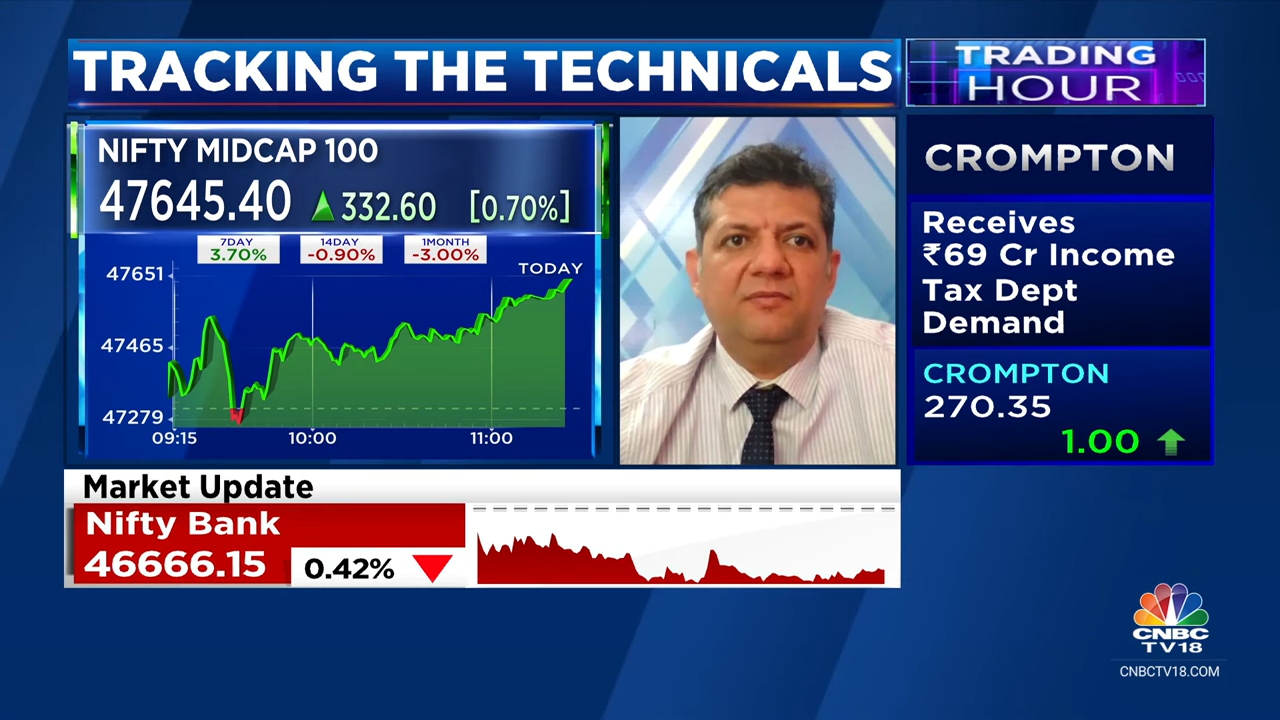 TRACKING THE TECHNICALS
TRADING
HOUR
NIFTY MIDCAP 100
47645.40 ▲ 332.60 [0.70%]
7DAY 14DAY 1MONTH
3.70% -0.90% -3.00%
TODAY
47651
47465
47279
09:15 10:00 11:00
CROMPTON
Receives
₹69 Cr Income
Tax Dept
Demand
CROMPTON
270.35
1.00
Market Update
Nifty Bank
46666.15 0.42%
CNBC
TV18
CNBCTV18.COM